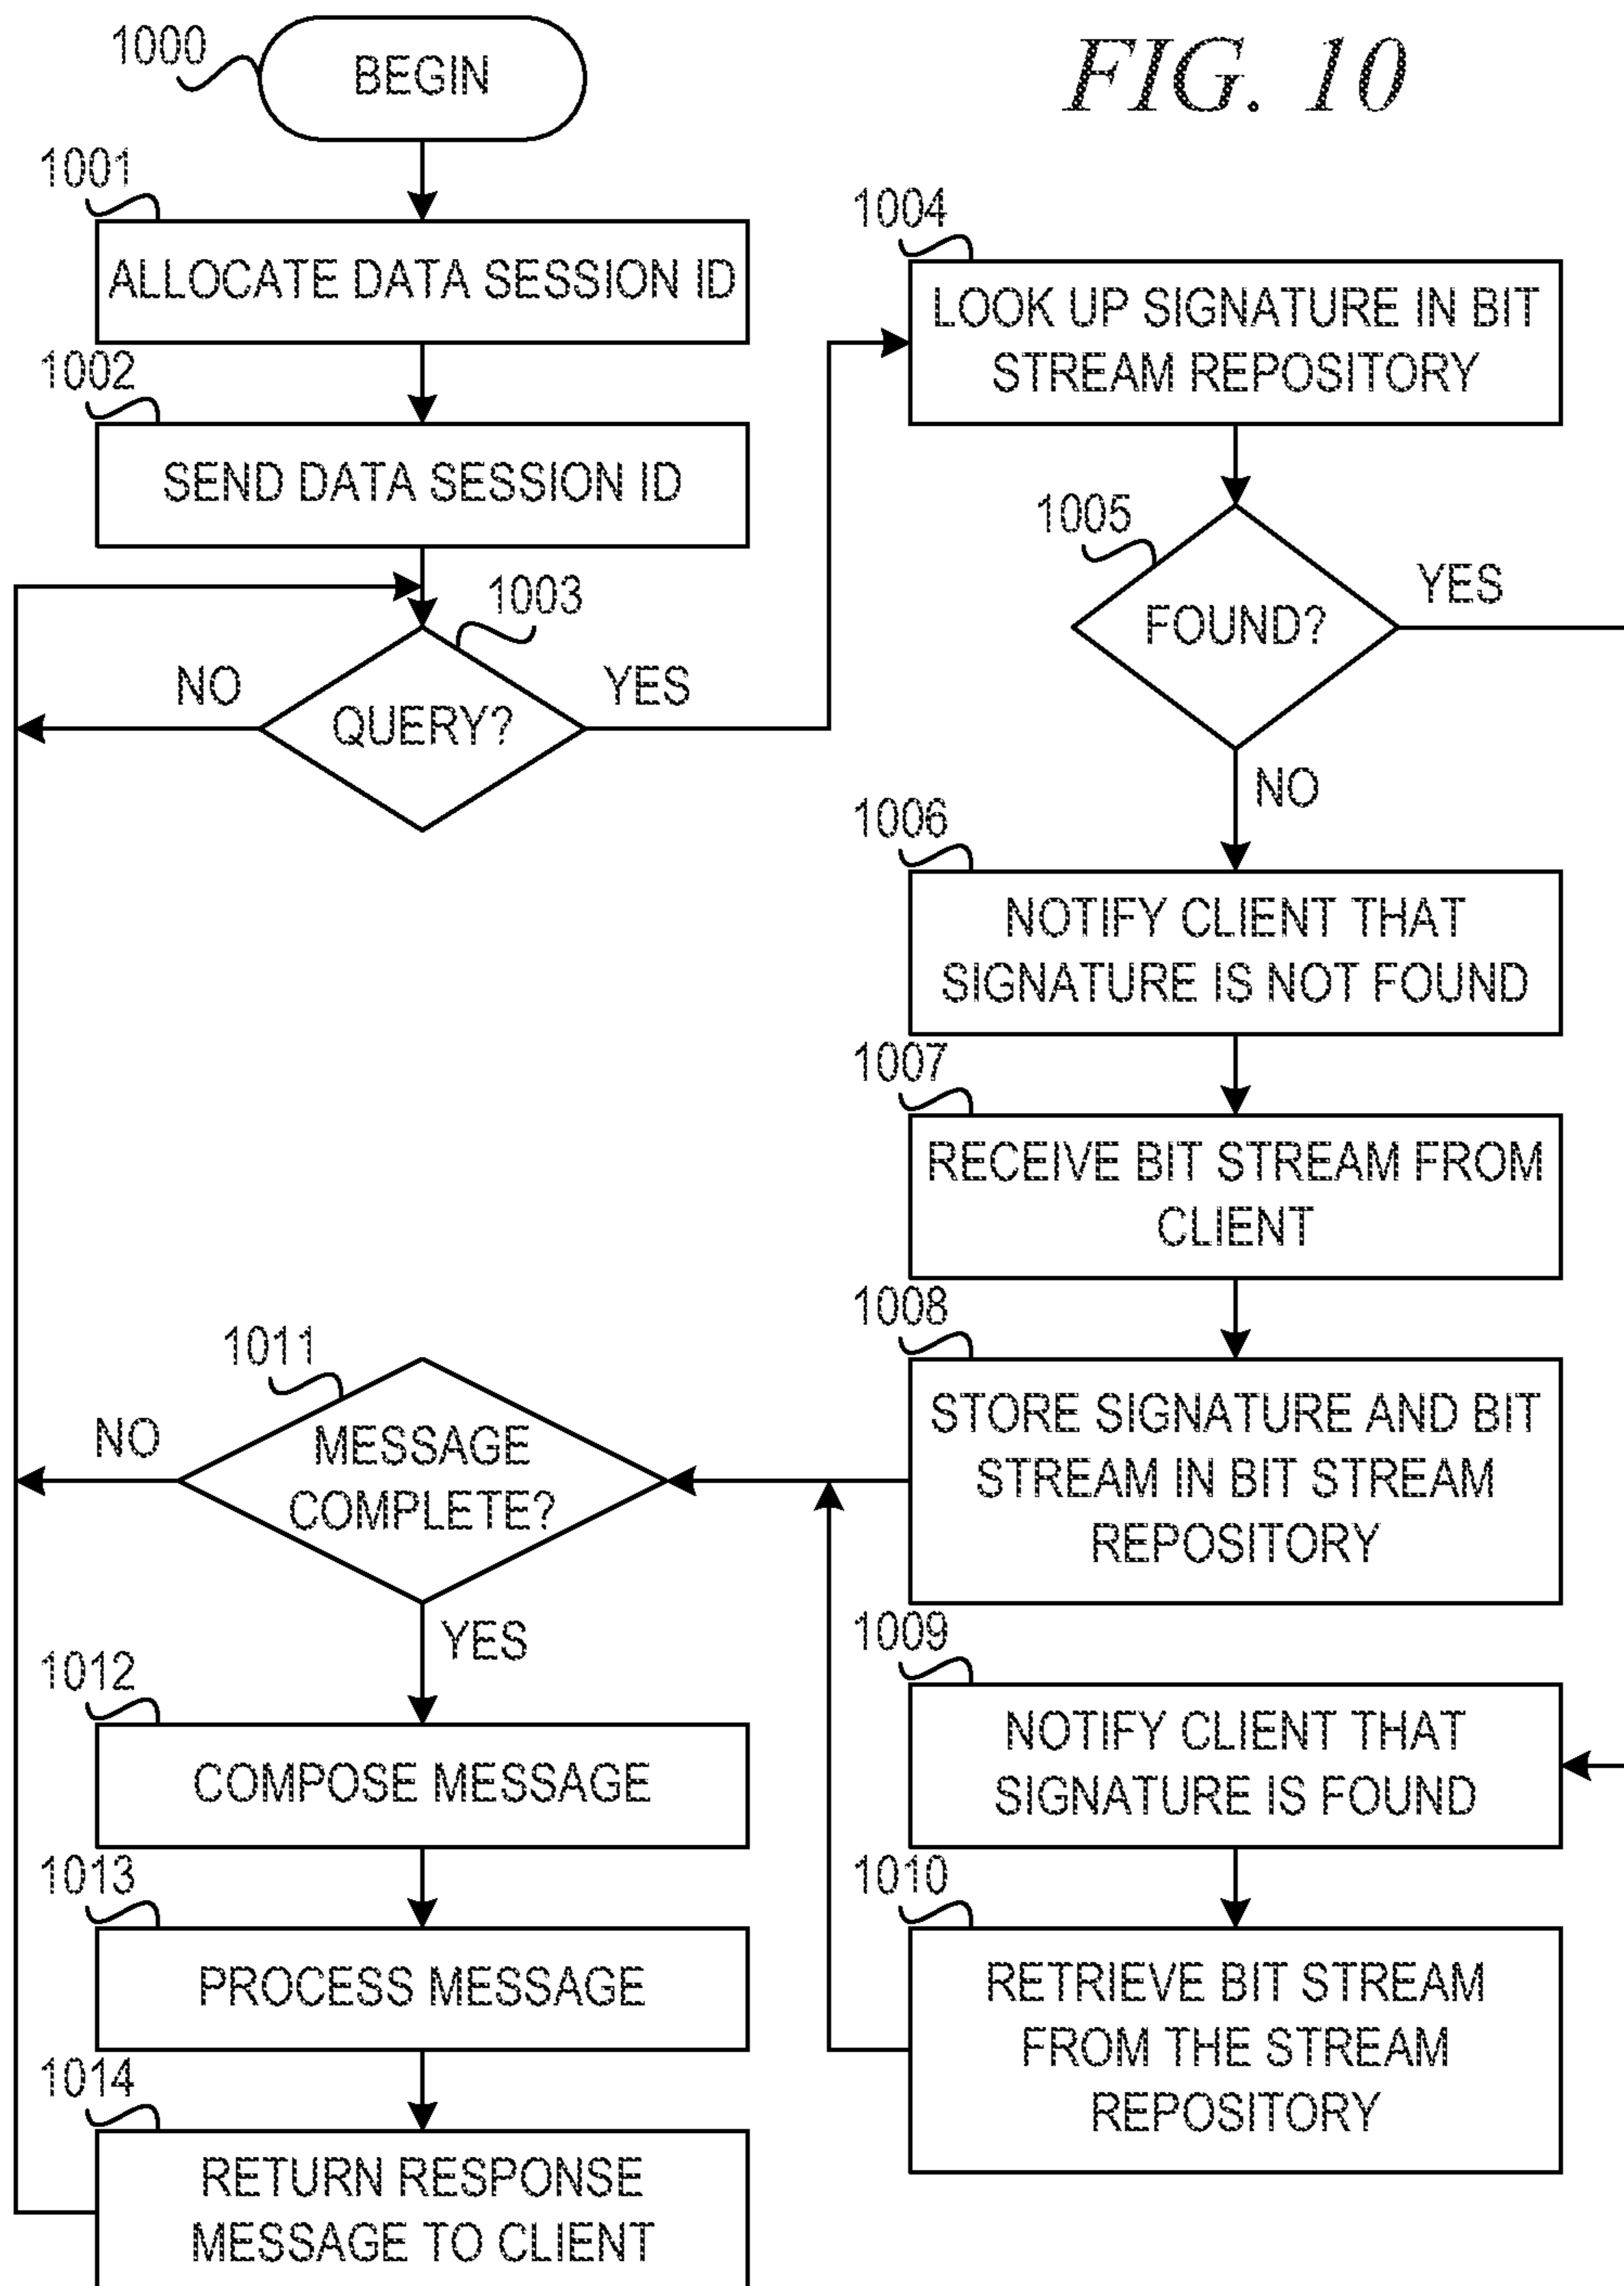 FIG. 10
1000
BEGIN
1001
ALLOCATE DATA SESSION ID
1002
SEND DATA SESSION ID
1003
QUERY?
NO
YES
1004
LOOK UP SIGNATURE IN BIT
STREAM REPOSITORY
1005
FOUND?
YES
NO
1006
NOTIFY CLIENT THAT
SIGNATURE IS NOT FOUND
1007
RECEIVE BIT STREAM FROM
CLIENT
1008
STORE SIGNATURE AND BIT
STREAM IN BIT STREAM
REPOSITORY
1009
NOTIFY CLIENT THAT
SIGNATURE IS FOUND
1010
RETRIEVE BIT STREAM
FROM THE STREAM
REPOSITORY
1011
MESSAGE
COMPLETE?
NO
YES
1012
COMPOSE MESSAGE
1013
PROCESS MESSAGE
1014
RETURN RESPONSE
MESSAGE TO CLIENT